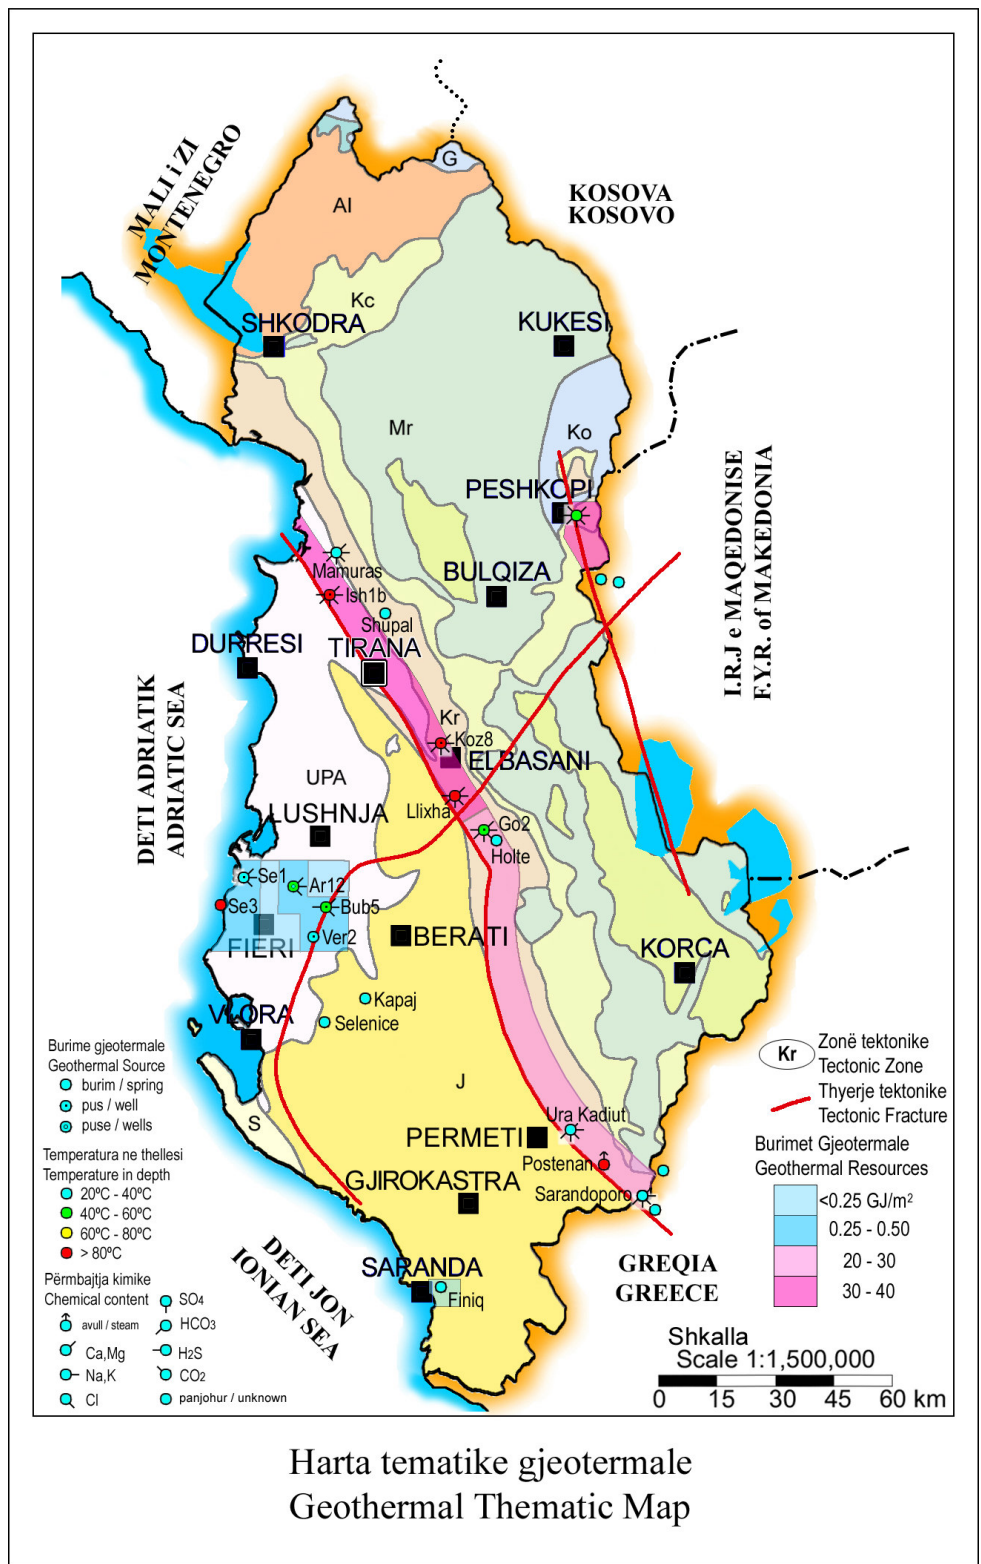 MALI i ZI
MONTENEGRO
KOSOVA
KOSOVO
G
Al
Kc
SHKODRA
KUKESI
Mr
Ko
PESHKOPI
I.R.J e MAQEDONISE
F.Y.R. of MAKEDONIA
Mamuras
BULQIZA
Ish1b
Shupal
DURRESI
TIRANA
DETI ADRIATIK
ADRIATIC SEA
Kr
Koz8
ELBASANI
UPA
LUSHNJA
Llixha
Go2
Holte
Se1
Ar12
Se3
Bub5
FIERI
Ver2
BERATI
KORCA
Kapaj
VLORA
Selenice
J
S
Ura Kadiut
PERMETI
Postenan
GJIROKASTRA
Sarandoporo
DETI JON
IONIAN SEA
SARANDA
Finiq
GREQIA
GREECE
Burime gjeotermale
Geothermal Source
burim / spring
pus / well
puse / wells
Temperatura ne thellesi
Temperature in depth
20ºC - 40ºC
40ºC - 60ºC
60ºC - 80ºC
> 80ºC
Përmbajtja kimike
Chemical content
avull / steam
Ca,Mg
Na,K
Cl
SO4
HCO3
H2S
CO2
panjohur / unknown
Kr
Zonë tektonike
Tectonic Zone
Thyerje tektonike
Tectonic Fracture
Burimet Gjeotermale
Geothermal Resources
<0.25 GJ/m²
0.25 - 0.50
20 - 30
30 - 40
Shkalla
Scale 1:1,500,000
0 15 30 45 60 km
Harta tematike gjeotermale
Geothermal Thematic Map